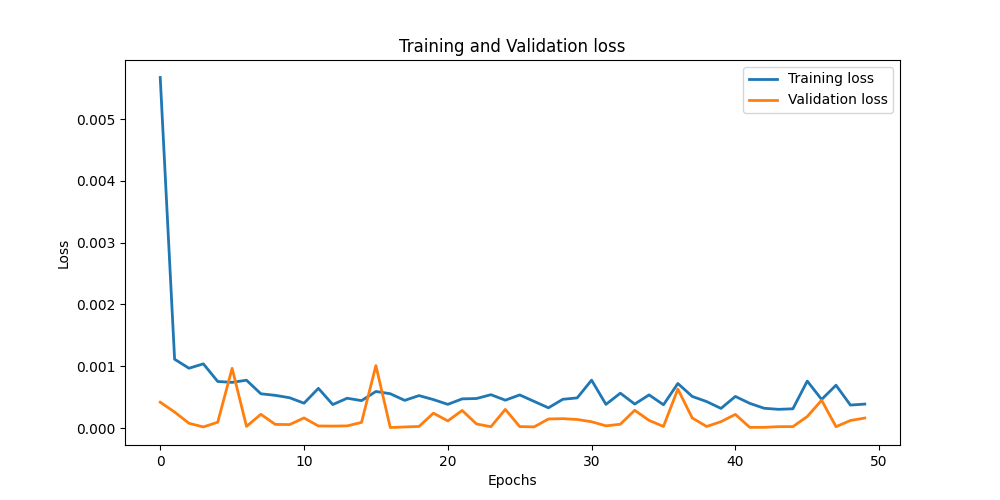 Training and Validation loss
Training loss
Validation loss
Loss
0.005
0.004
0.003
0.002
0.001
0.000
0 10 20 30 40 50
Epochs